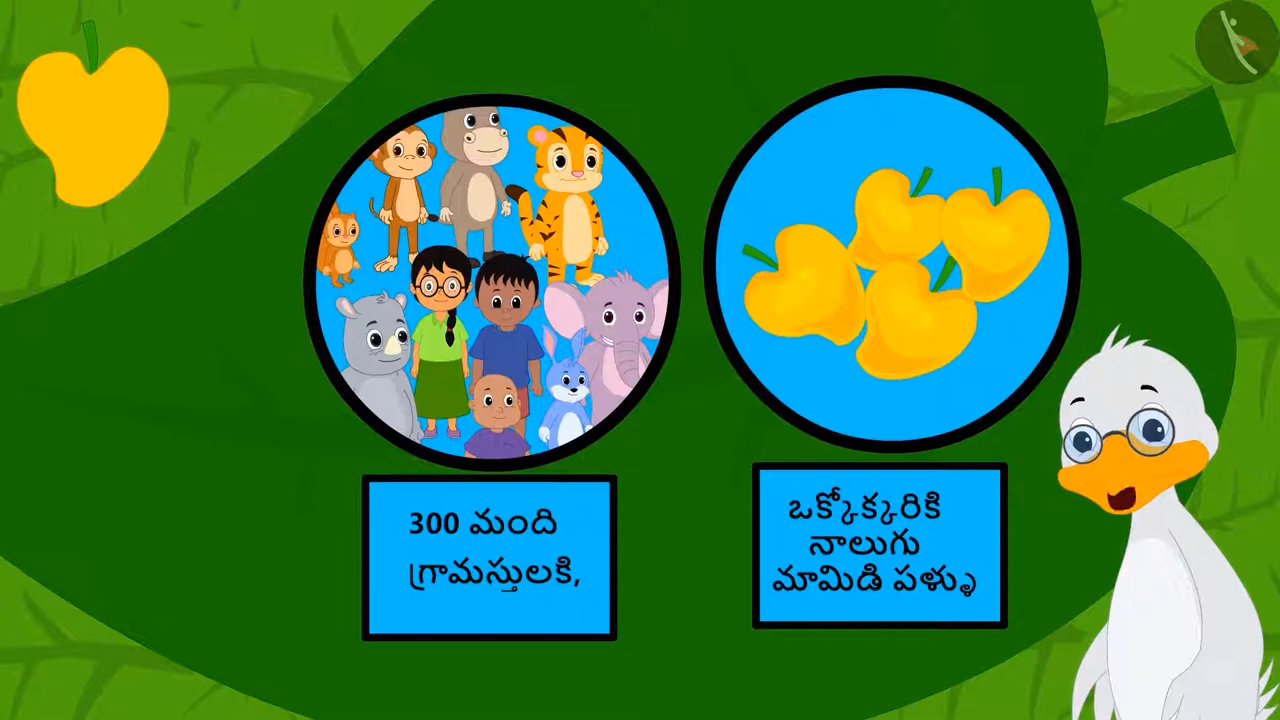 300 మంది
గ్రామస్తులకి,
ఒక్కోక్కరికి
నాలుగు
మామిడి పళ్ళు